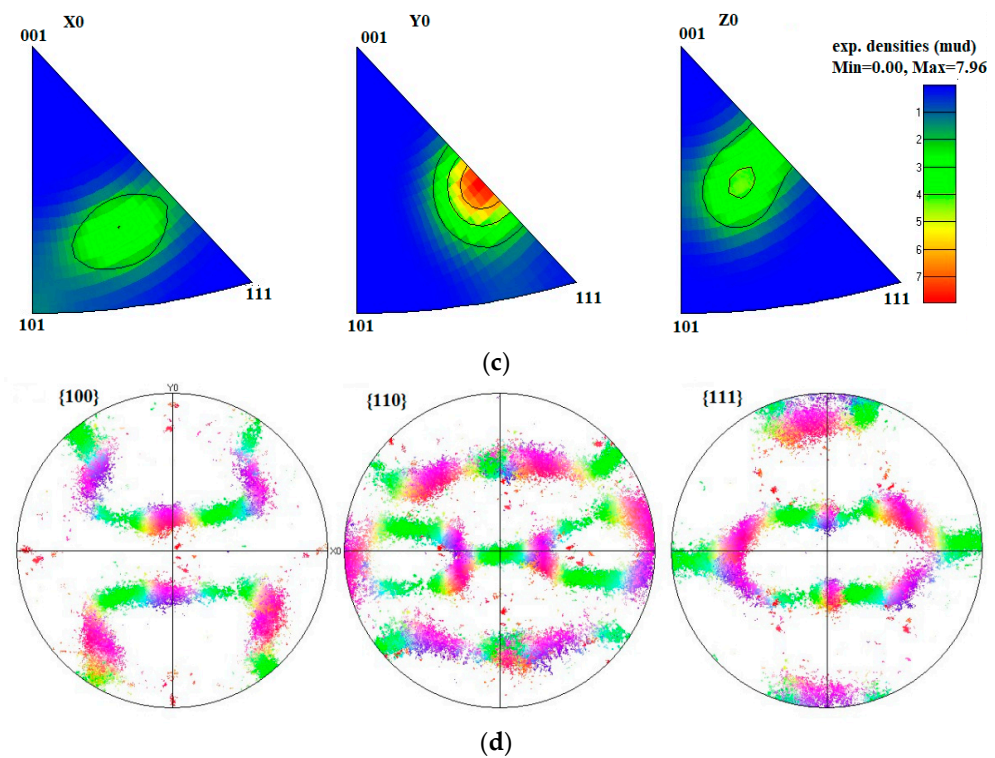 X0 Y0 Z0
001 001 001
exp. densities (mud)
Min=0.00, Max=7.96
1
2
3
4
5
6
7
111 111 111
101 101 101
(c)
Y0
{100} {110} {111}
X0
(d)